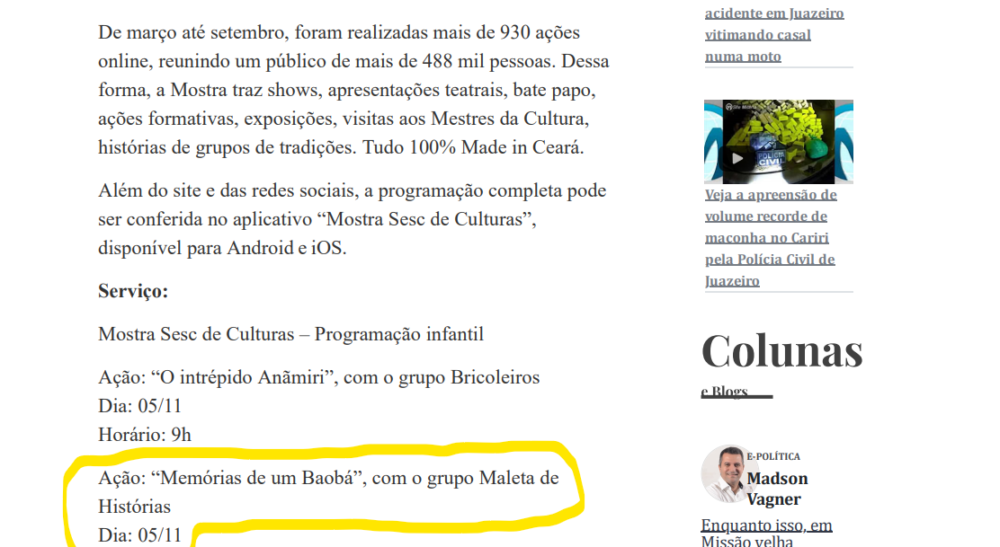 De março até setembro, foram realizadas mais de 930 ações
online, reunindo um público de mais de 488 mil pessoas. Dessa
forma, a Mostra traz shows, apresentações teatrais, bate papo,
ações formativas, exposições, visitas aos Mestres da Cultura,
histórias de grupos de tradições. Tudo 100% Made in Ceará.
Além do site e das redes sociais, a programação completa pode
ser conferida no aplicativo “Mostra Sesc de Culturas”,
disponível para Android e iOS.
Serviço:
Mostra Sesc de Culturas – Programação infantil
Ação: “O intrépido Anãmiri”, com o grupo Bricoleiros
Dia: 05/11
Horário: 9h
Ação: “Memórias de um Baobá”, com o grupo Maleta de
Histórias
Dia: 05/11
acidente em Juazeiro
vitimando casal
numa moto
POLÍCIA
CIVIL
Veja a apreensão de
volume recorde de
maconha no Cariri
pela Polícia Civil de
Juazeiro
Colunas
e Blogs
E-POLÍTICA
Madson
Vagner
Enquanto isso, em
Missão velha